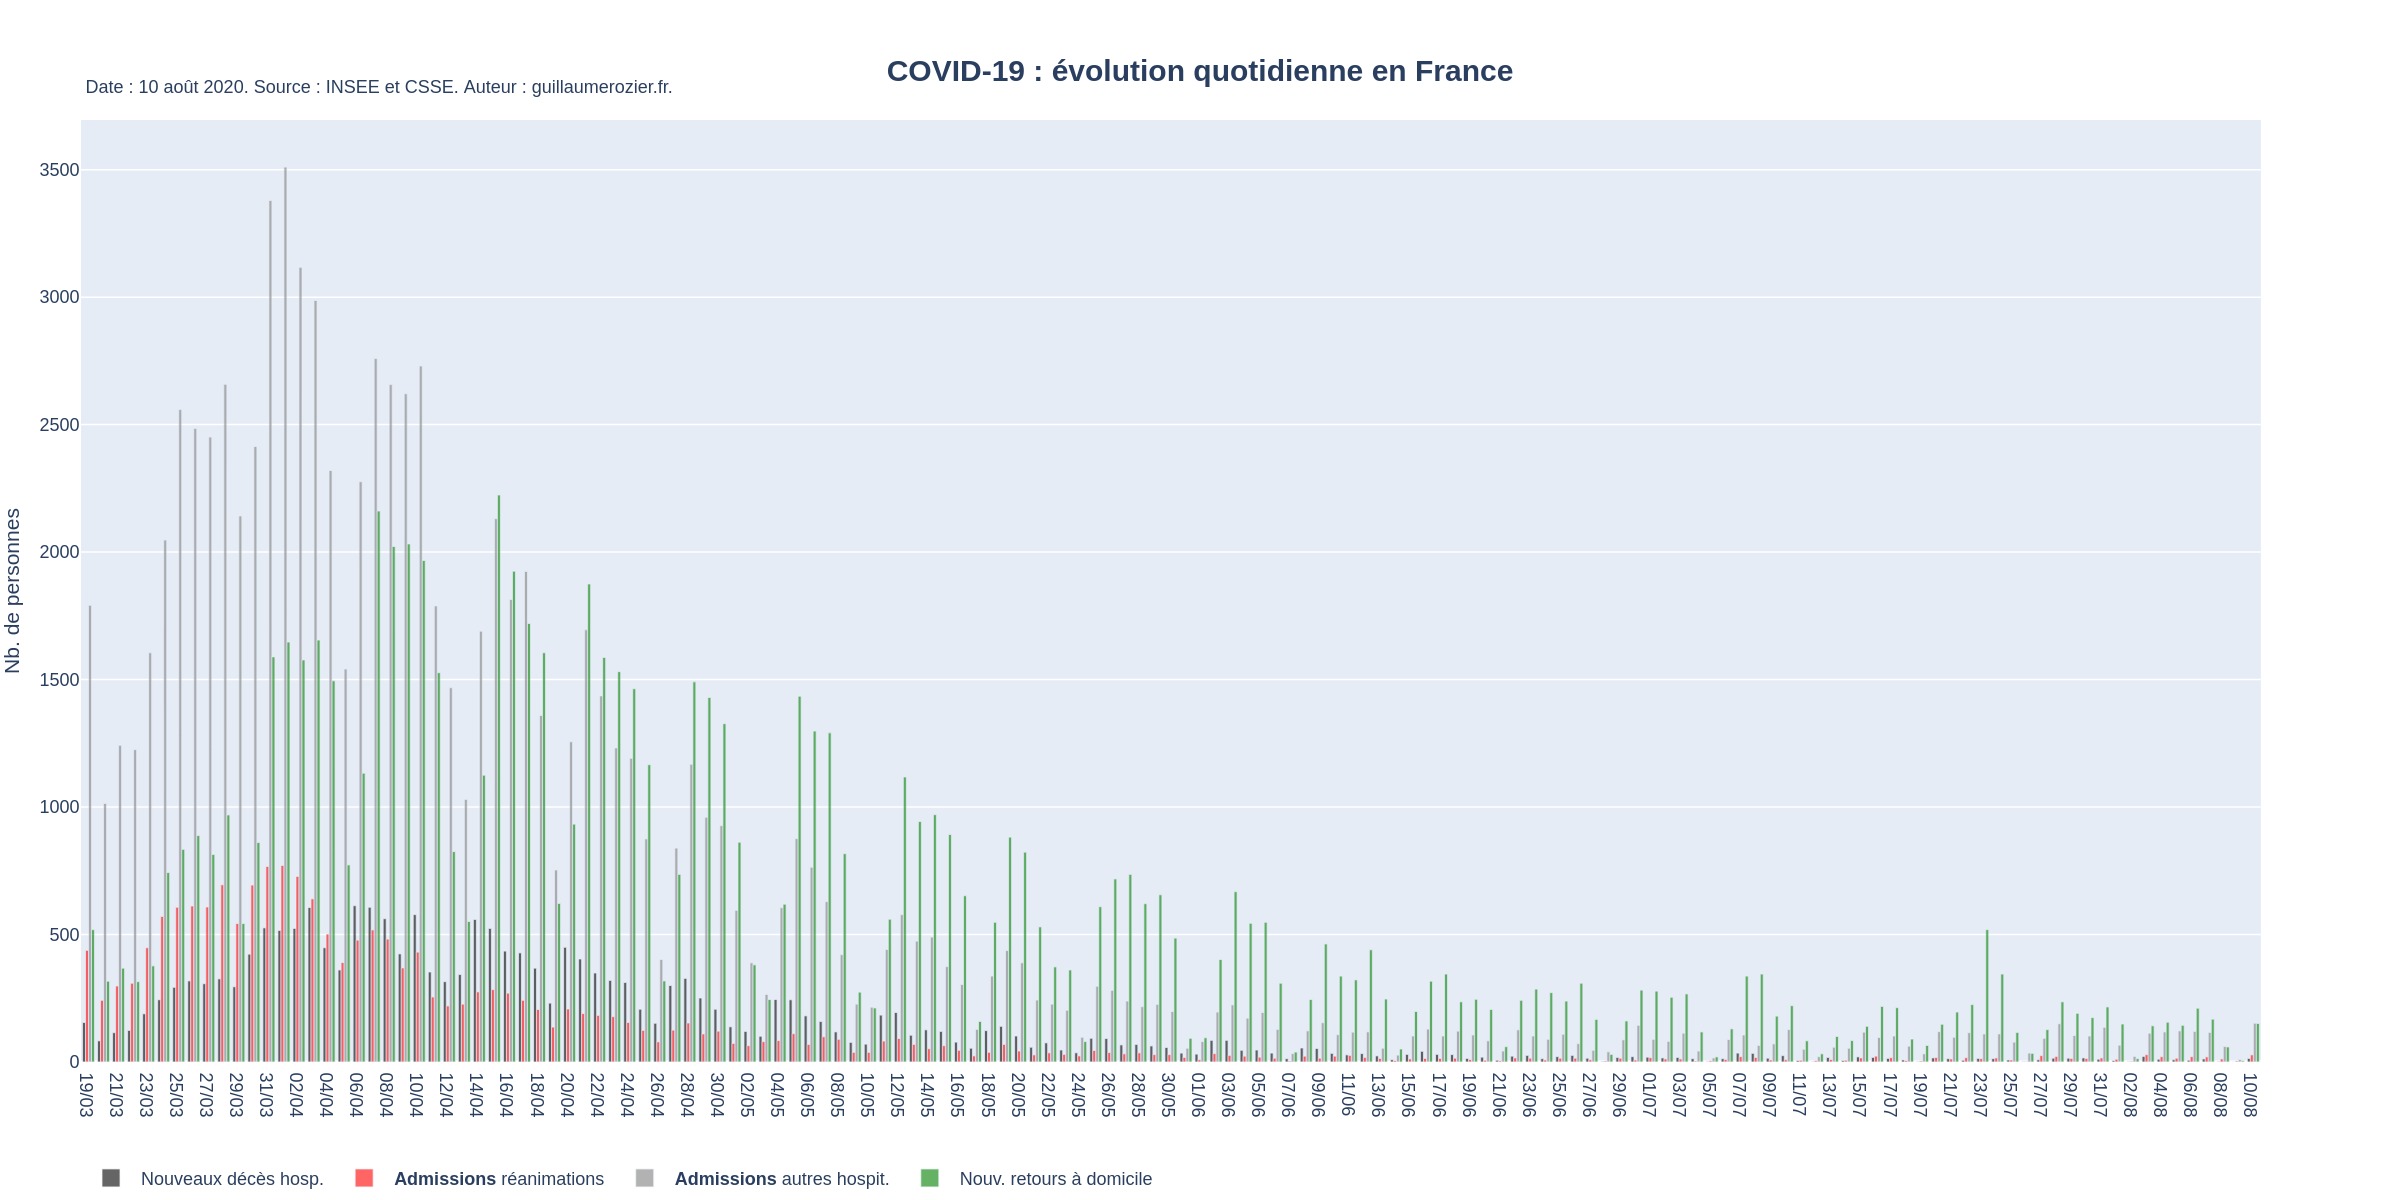 COVID-19 : évolution quotidienne en France
Date : 10 août 2020. Source : INSEE et CSSE. Auteur : guillaumerozier.fr.
Nb. de personnes
3500
3000
2500
2000
1500
1000
500
0
19/03 21/03 23/03 25/03 27/03 29/03 31/03 02/04 04/04 06/04 08/04 10/04 12/04 14/04 16/04 18/04 20/04 22/04 24/04 26/04 28/04 30/04 02/05 04/05 06/05 08/05 10/05 12/05 14/05 16/05 18/05 20/05 22/05 24/05 26/05 28/05 30/05 01/06 03/06 05/06 07/06 09/06 11/06 13/06 15/06 17/06 19/06 21/06 23/06 25/06 27/06 29/06 01/07 03/07 05/07 07/07 09/07 11/07 13/07 15/07 17/07 19/07 21/07 23/07 25/07 27/07 29/07 31/07 02/08 04/08 06/08 08/08 10/08
Nouveaux décès hosp. Admissions réanimations Admissions autres hospit. Nouv. retours à domicile